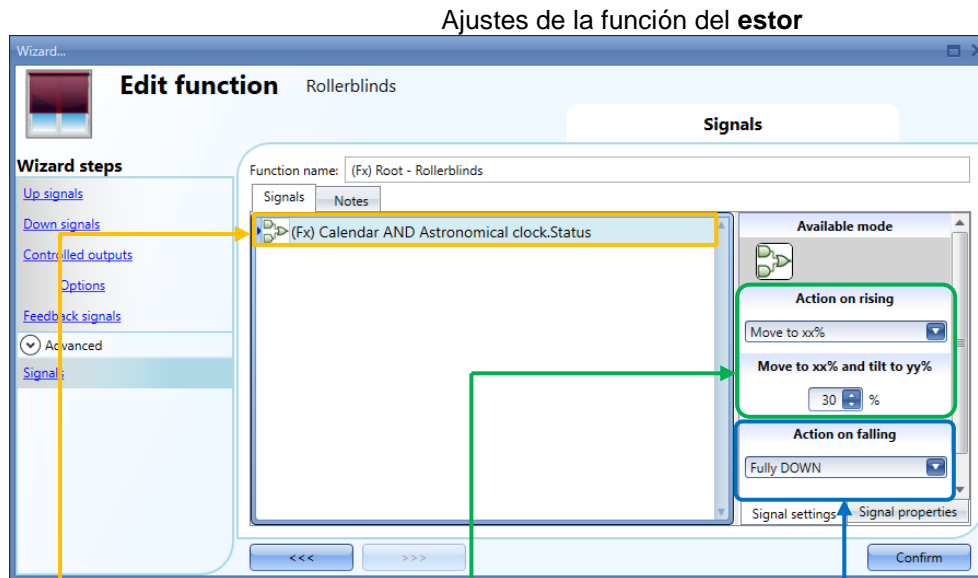 Ajustes de la función del estor
Wizard...
Edit function Rollerblinds
Signals
Wizard steps
Up signals
Down signals
Controlled outputs
Options
Feedback signals
Advanced
Signals
Function name: (Fx) Root - Rollerblinds
Signals Notes
(Fx) Calendar AND Astronomical clock.Status
Available mode
Action on rising
Move to xx%
Move to xx% and tilt to yy%
30 %
Action on falling
Fully DOWN
Signal settings Signal properties
<<< >>> Confirm